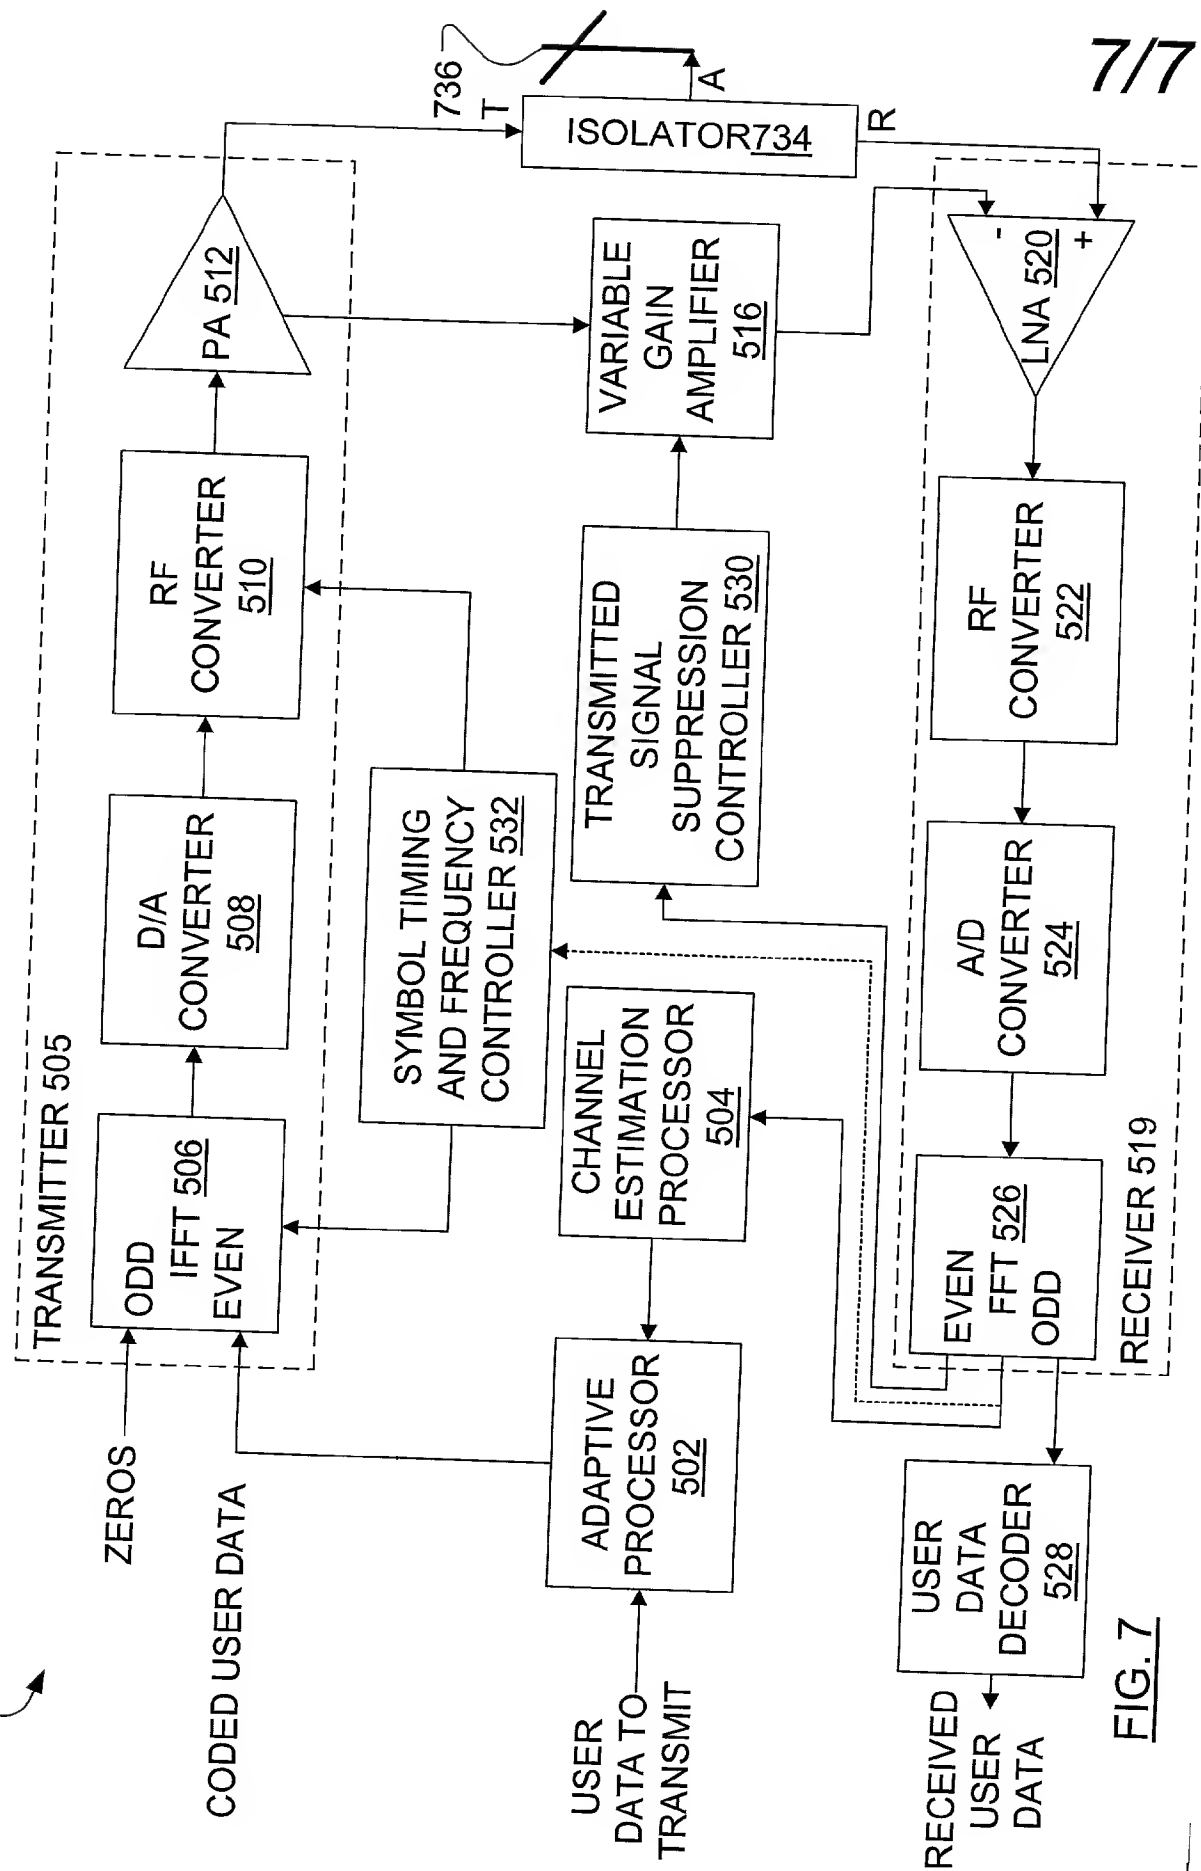 7/7
736
T
ISOLATOR734
A
R
TRANSMITTER 505
ZEROS
CODED USER DATA
ODD
IFFT 506
EVEN
D/A
CONVERTER
508
RF
CONVERTER
510
PA 512
SYMBOL TIMING
AND FREQUENCY
CONTROLLER 532
VARIABLE
GAIN
AMPLIFIER
516
TRANSMITTED
SIGNAL
SUPPRESSION
CONTROLLER 530
CHANNEL
ESTIMATION
PROCESSOR
504
ADAPTIVE
PROCESSOR
502
USER
DATA TO
TRANSMIT
-
+
LNA 520
RF
CONVERTER
522
A/D
CONVERTER
524
EVEN
FFT 526
ODD
RECEIVER 519
USER
DATA
DECODER
528
RECEIVED
USER
DATA
FIG. 7